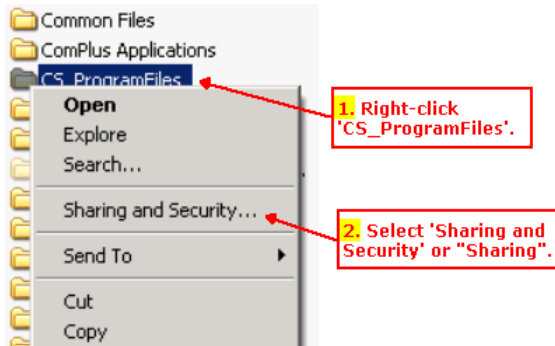 Common Files
ComPlus Applications
CS_ProgramFiles
Open
Explore
Search...
Sharing and Security...
Send To
Cut
Copy
1. Right-click
'CS_ProgramFiles'.
2. Select 'Sharing and
Security' or "Sharing".